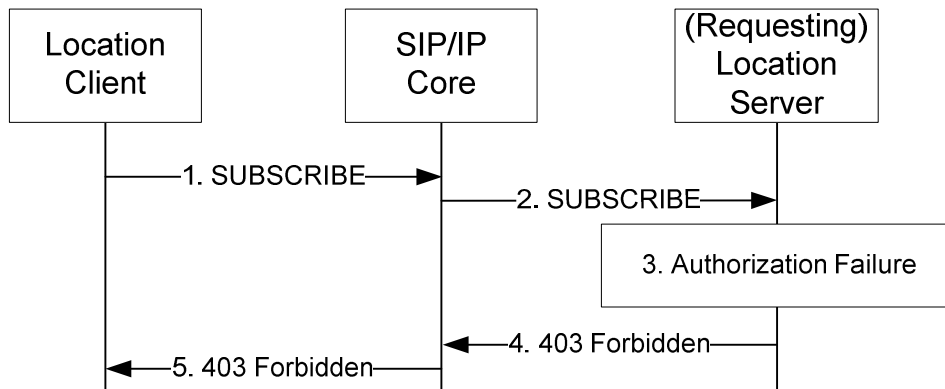 Location
Client
SIP/IP
Core
(Requesting)
Location
Server
1. SUBSCRIBE
2. SUBSCRIBE
3. Authorization Failure
4. 403 Forbidden
5. 403 Forbidden